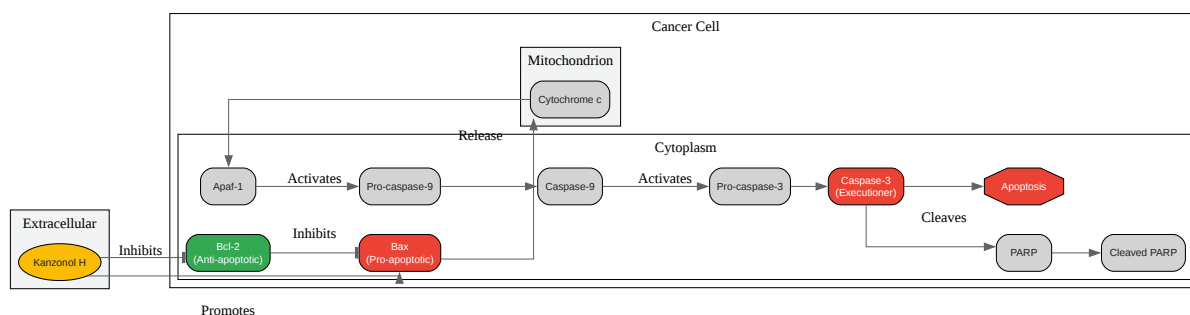 Cancer Cell
Mitochondrion
Cytochrome c
Release
Cytoplasm
Apaf-1
Activates
Pro-caspase-9
Caspase-9
Activates
Pro-caspase-3
Caspase-3
(Executioner)
Apoptosis
Cleaves
Extracellular
Kanzonol H
Inhibits
Bcl-2
(Anti-apoptotic)
Inhibits
Bax
(Pro-apoptotic)
PARP
Cleaved PARP
Promotes